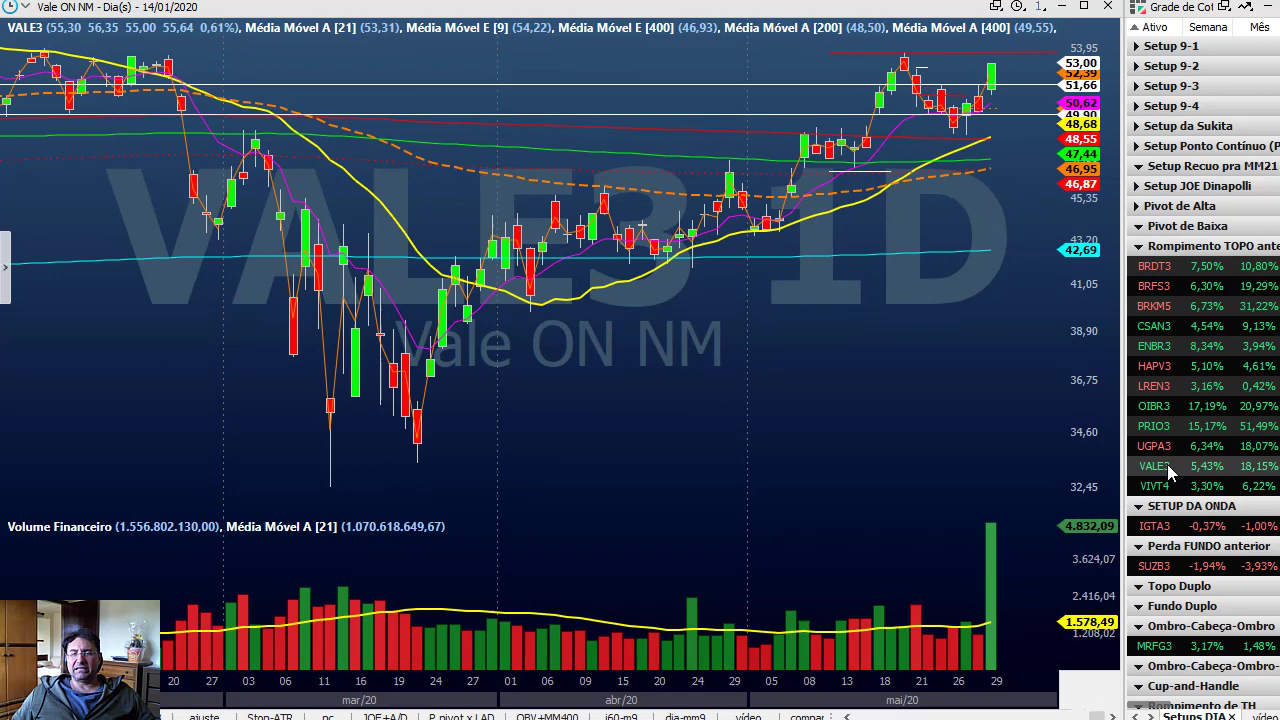 Vale ON NM - Dia(s) - 14/01/2020
VALE3 (55,30 56,35 55,00 55,64 0,61%), Média Móvel A [21] (53,31), Média Móvel E [9] (54,22), Média Móvel E [400] (46,93), Média Móvel A [200] (48,50), Média Móvel A [400] (49,55),
VALE3 1D
Vale ON NM
53,95
53,00
52,39
51,66
50,62
49,90
48,68
48,55
47,44
46,95
46,87
45,35
43,20
42,69
41,05
38,90
36,75
34,60
32,45
Volume Financeiro (1.556.802.130,00), Média Móvel A [21] (1.070.618.649,67)
4.832,09
3.624,07
2.416,04
1.578,49
1.208,02
20 27 03 06 11 16 19 24 27 01 06 09 15 20 24 29 05 08 13 18 21 26 29
mar/20 abr/20 mai/20
ajuste Stop-ATR pc JOE+A/D P.pivot x LAD OBV+MM400 i60-m9 dia-mm9 vídeo compar
Grade de Cot
Ativo Semana Mês
Setup 9-1
Setup 9-2
Setup 9-3
Setup 9-4
Setup da Sukita
Setup Ponto Contínuo (P
Setup Recuo pra MM21
Setup JOE Dinapolli
Pivot de Alta
Pivot de Baixa
Rompimento TOPO ante
BRDT3 7,50% 10,80%
BRFS3 6,30% 19,29%
BRKM5 6,73% 31,22%
CSAN3 4,54% 9,13%
ENBR3 8,34% 3,94%
HAPV3 5,10% 4,61%
LREN3 3,16% 0,42%
OIBR3 17,19% 20,97%
PRIO3 15,17% 51,49%
UGPA3 6,34% 18,07%
VALE3 5,43% 18,15%
VIVT4 3,30% 6,22%
SETUP DA ONDA
IGTA3 -0,37% -1,00%
Perda FUNDO anterior
SUZB3 -1,94% -3,93%
Topo Duplo
Fundo Duplo
Ombro-Cabeça-Ombro
MRFG3 3,17% 1,48%
Ombro-Cabeça-Ombro-
Cup-and-Handle
Rompimento de TH
Setups DIA vídeo